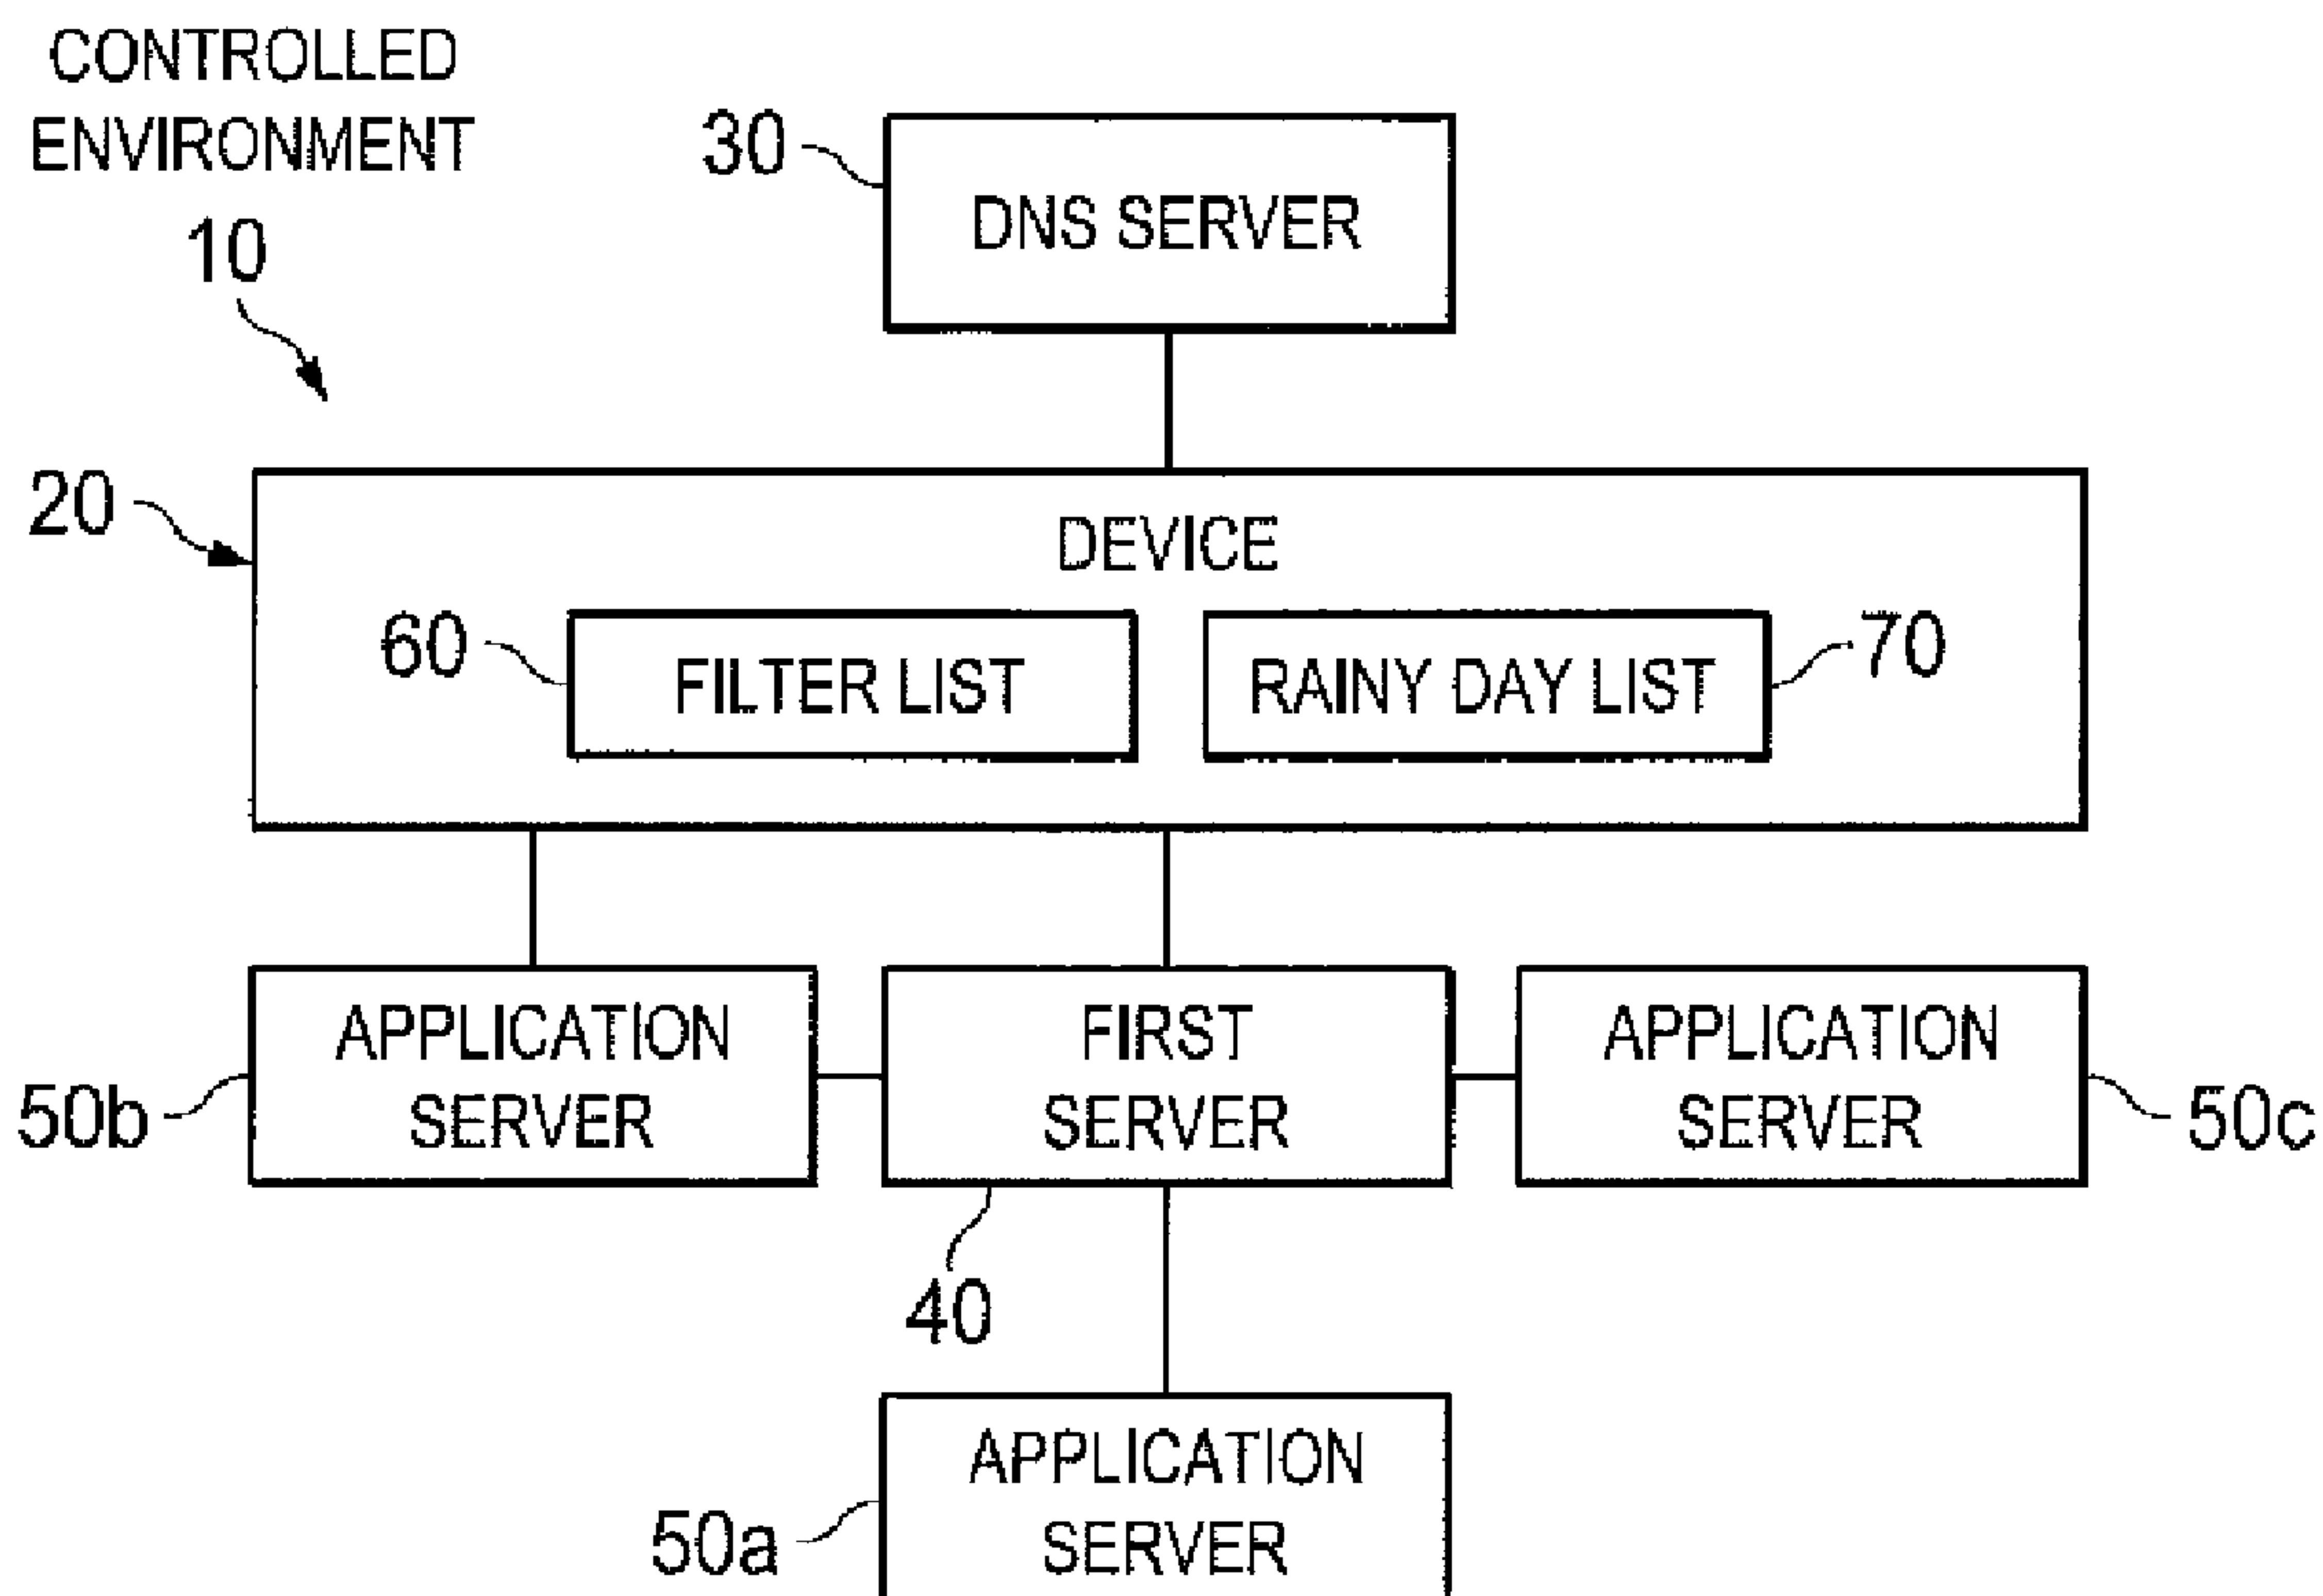 CONTROLLED
ENVIRONMENT
10
30
DNS SERVER
20
DEVICE
60
FILTER LIST
RAINY DAY LIST
70
50b
APPLICATION
SERVER
FIRST
SERVER
APPLICATION
SERVER
50c
40
50a
APPLICATION
SERVER